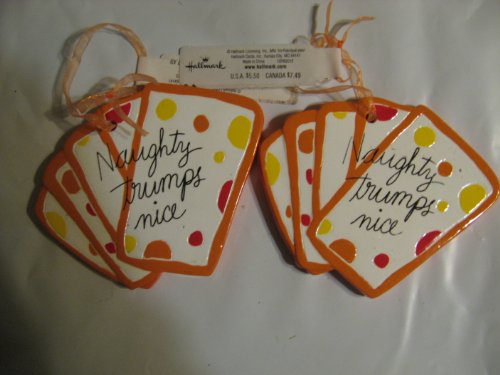 Hallmark
www.hallmark.com
U.S.A. $5.50 CANADA $7.49
Naughty
trumps
nice
Naughty
trumps
nice